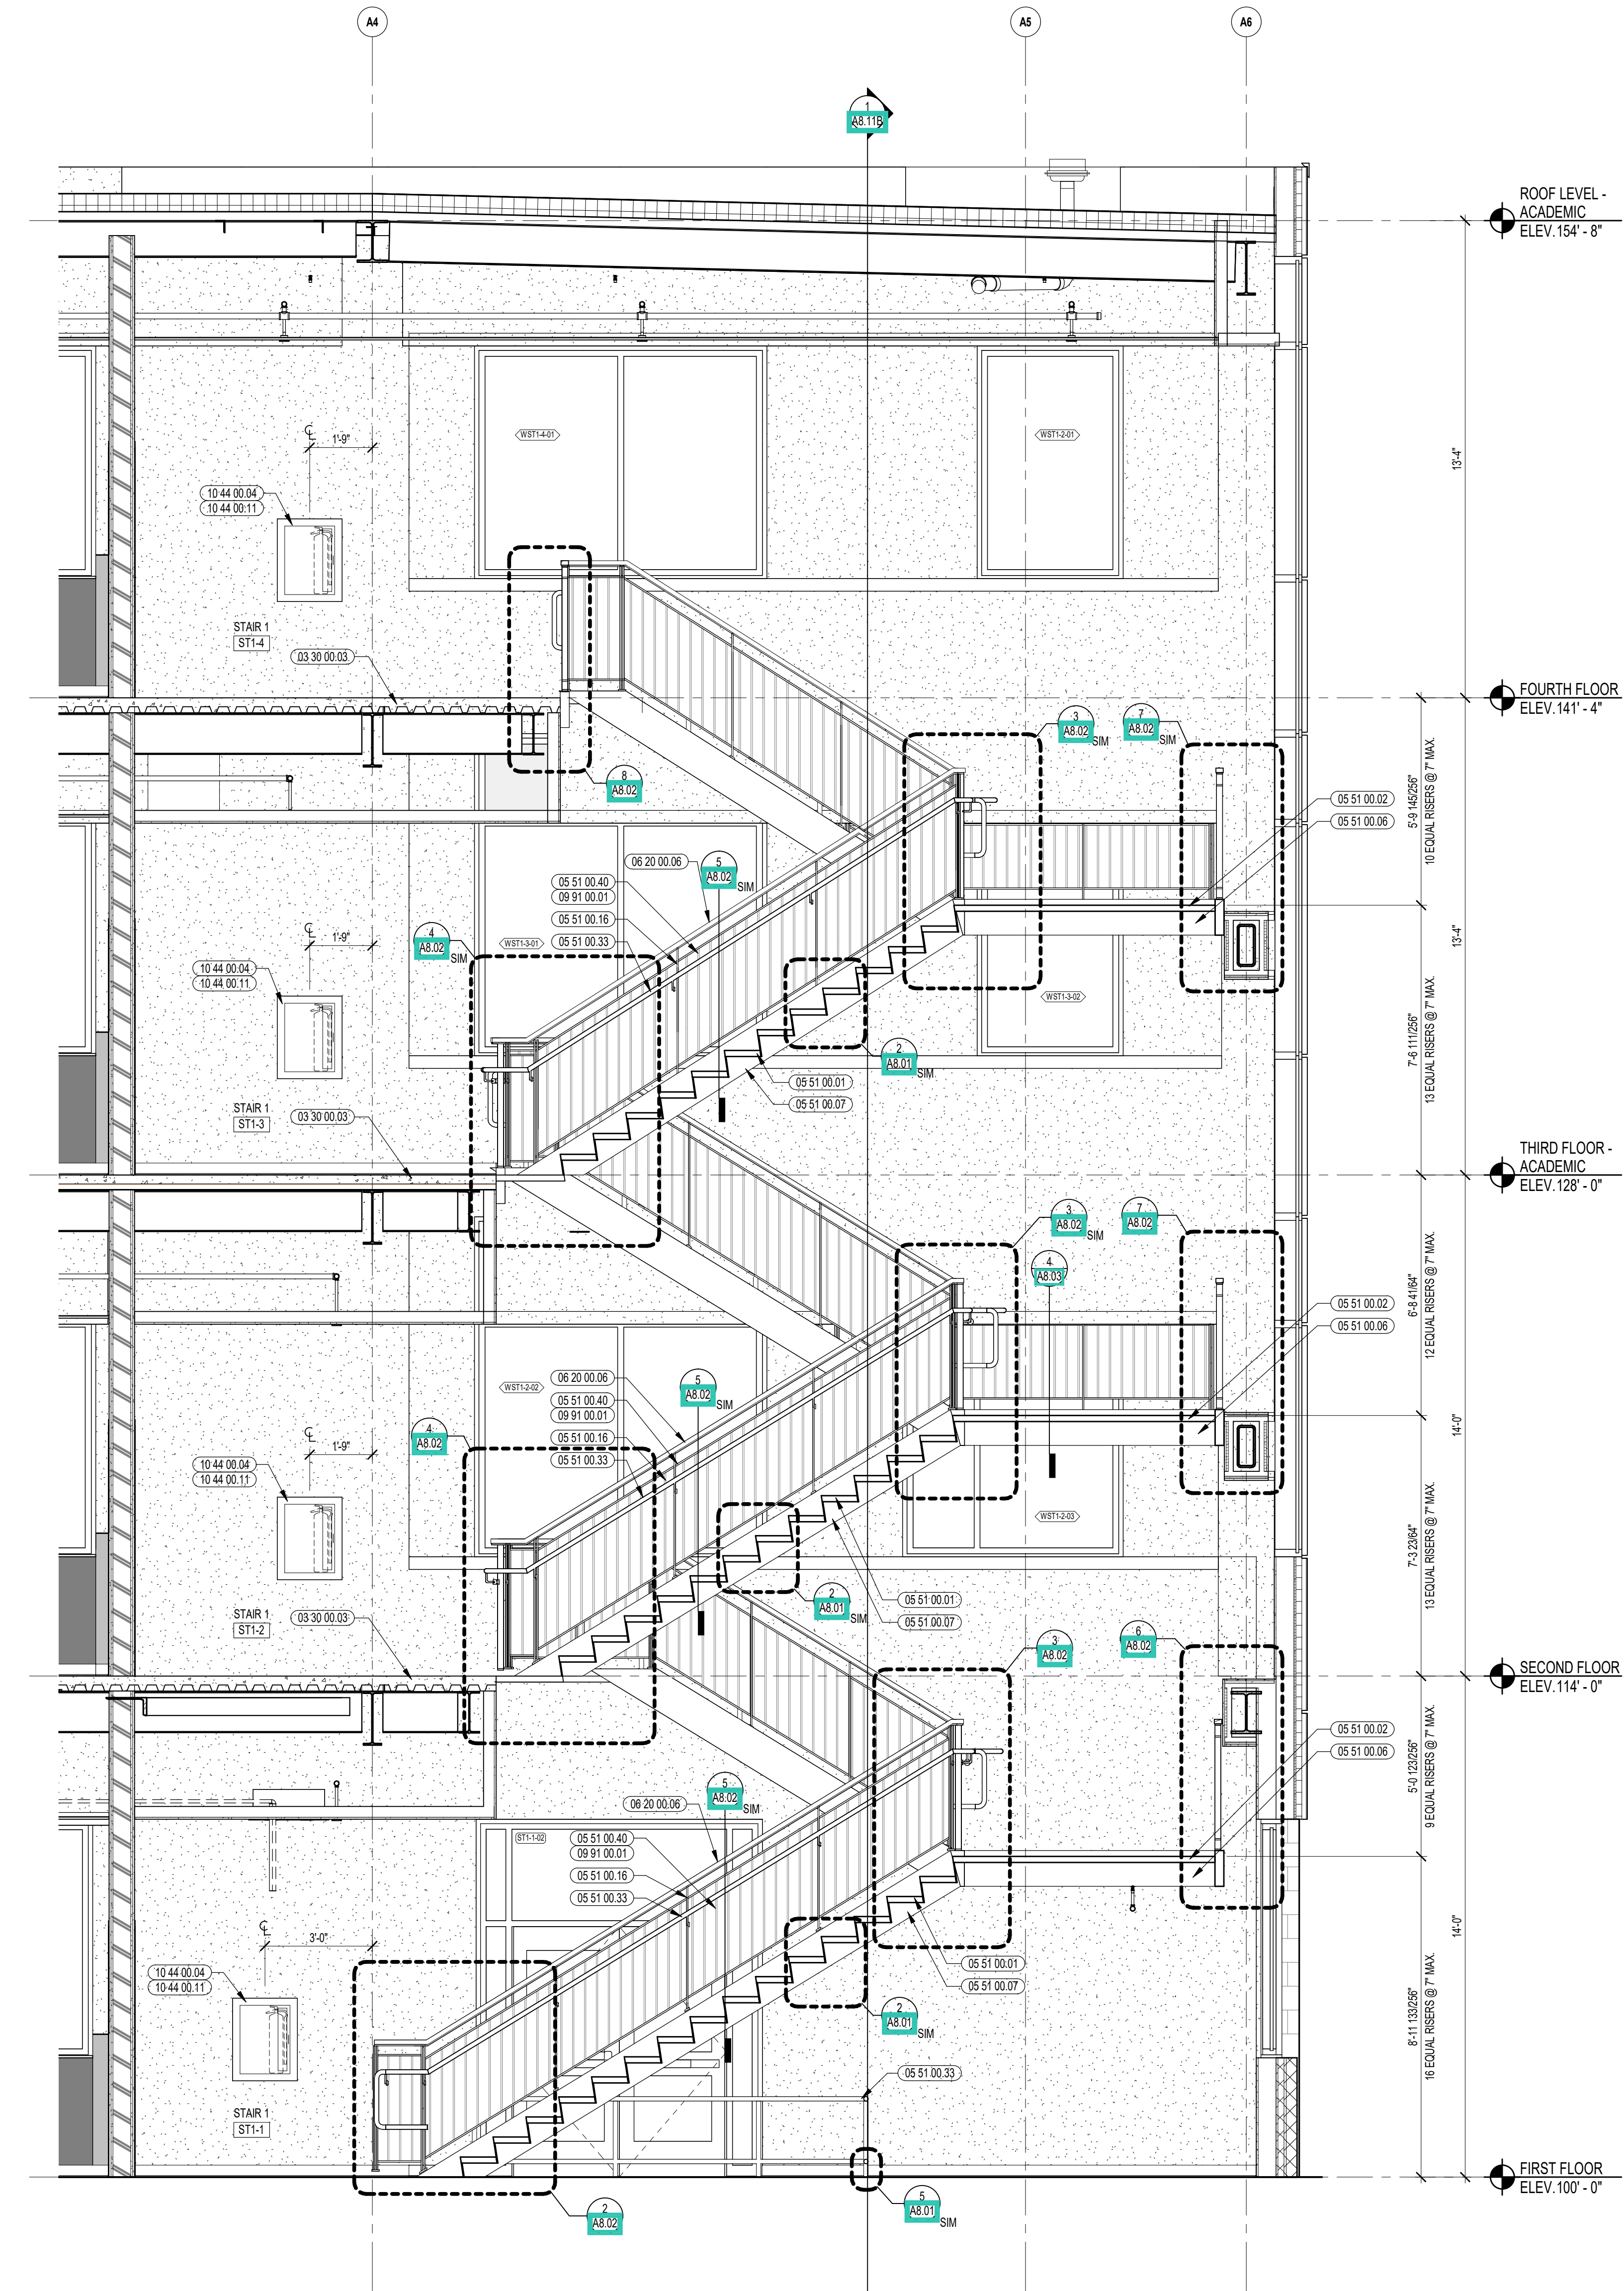 A4
A5
A6
1
A8.11B
ROOF LEVEL -
ACADEMIC
ELEV. 154' - 8"
13'-4"
WST1-4-01
WST1-2-01
℄
1'-9"
10 44 00.04
10 44 00.11
STAIR 1
ST1-4
03 30 00.03
FOURTH FLOOR
ELEV. 141' - 4"
8
A8.02
3
A8.02
SIM
7
A8.02
SIM
05 51 00.02
05 51 00.06
5'-9 145/256"
10 EQUAL RISERS @ 7" MAX.
13'-4"
06 20 00.06
5
A8.02
SIM
05 51 00.40
09 91 00.01
05 51 00.16
05 51 00.33
WST1-3-01
4
A8.02
SIM
℄
1'-9"
10 44 00.04
10 44 00.11
WST1-3-02
2
A8.01
SIM
05 51 00.01
05 51 00.07
7'-6 111/256"
13 EQUAL RISERS @ 7" MAX.
STAIR 1
ST1-3
03 30 00.03
THIRD FLOOR -
ACADEMIC
ELEV. 128' - 0"
3
A8.02
SIM
7
A8.02
4
A8.03
05 51 00.02
05 51 00.06
6'-8 41/64"
12 EQUAL RISERS @ 7" MAX.
14'-0"
WST1-2-02
06 20 00.06
05 51 00.40
09 91 00.01
05 51 00.16
05 51 00.33
5
A8.02
SIM
4
A8.02
℄
1'-9"
10 44 00.04
10 44 00.11
WST1-2-03
7'-3 23/64"
13 EQUAL RISERS @ 7" MAX.
2
A8.01
SIM
05 51 00.01
05 51 00.07
STAIR 1
ST1-2
03 30 00.03
3
A8.02
6
A8.02
SECOND FLOOR
ELEV. 114' - 0"
05 51 00.02
05 51 00.06
5'-0 123/256"
9 EQUAL RISERS @ 7" MAX.
14'-0"
5
A8.02
SIM
06 20 00.06
ST1-1-02
05 51 00.40
09 91 00.01
05 51 00.16
05 51 00.33
℄
3'-0"
10 44 00.04
10 44 00.11
05 51 00.01
05 51 00.07
2
A8.01
SIM
8'-11 133/256"
16 EQUAL RISERS @ 7" MAX.
05 51 00.33
STAIR 1
ST1-1
FIRST FLOOR
ELEV. 100' - 0"
2
A8.02
5
A8.01
SIM